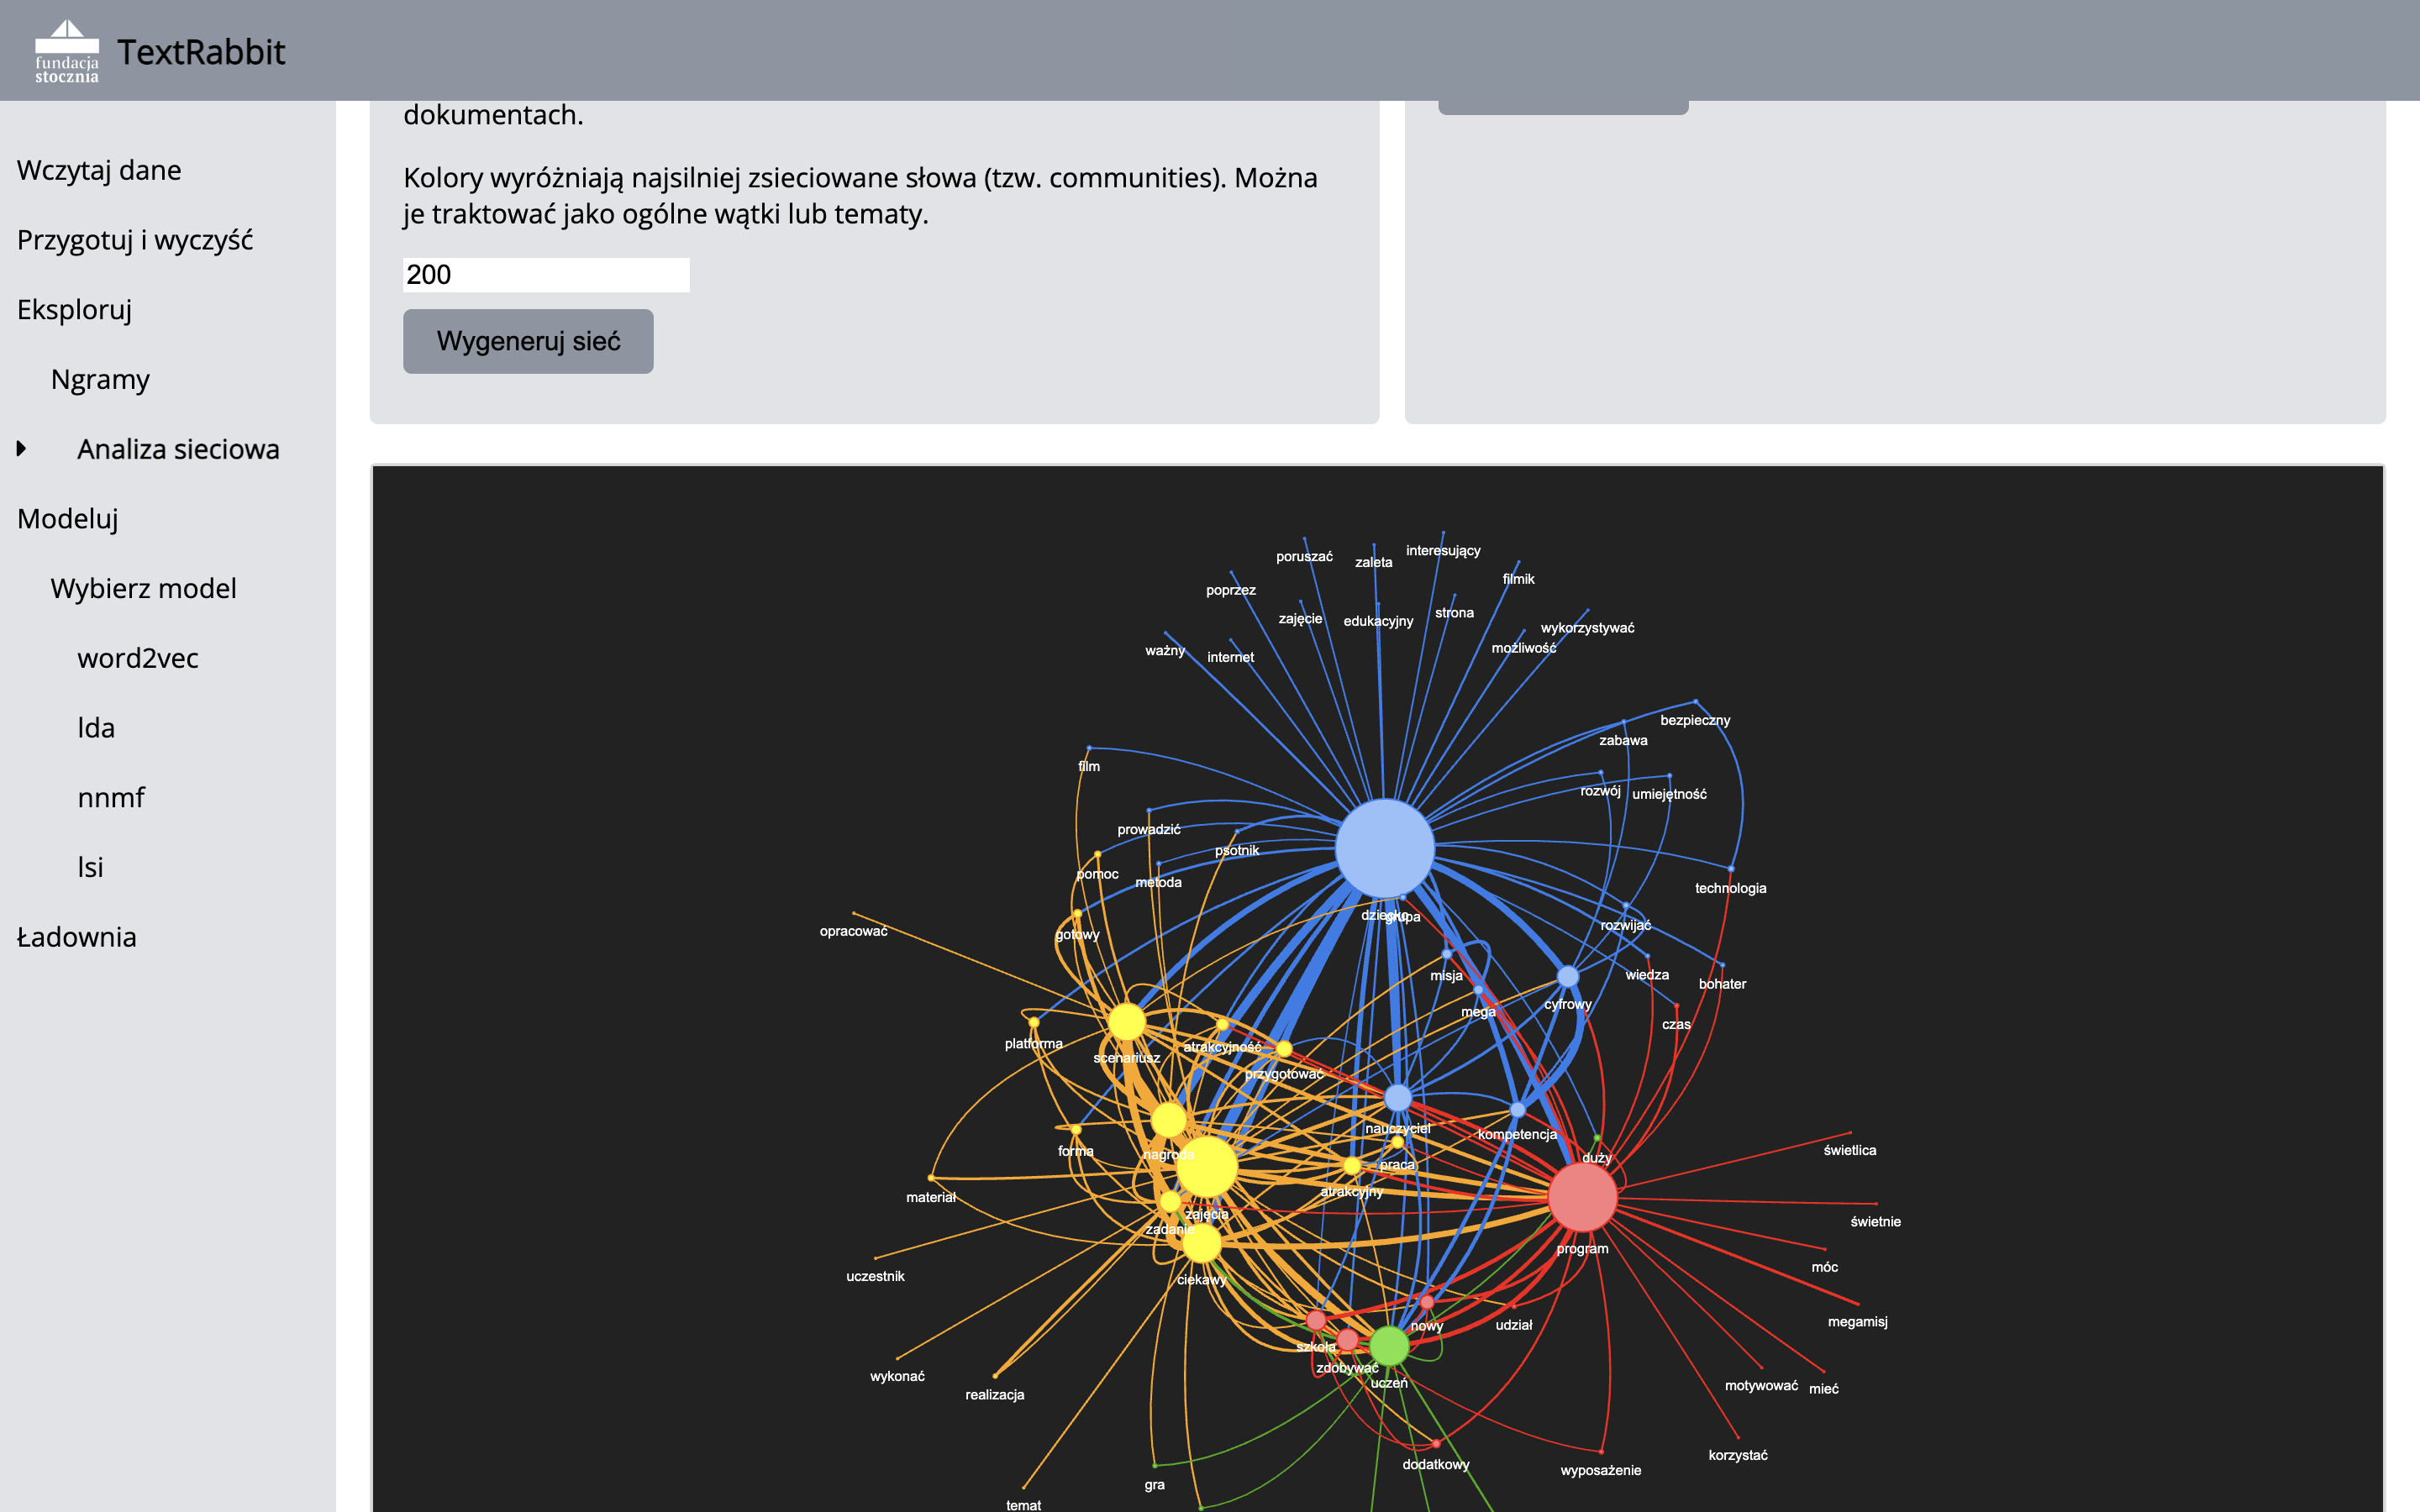 fundacja
stocznia
TextRabbit
Wczytaj dane
Przygotuj i wyczyść
Eksploruj
Ngramy
Analiza sieciowa
Modeluj
Wybierz model
word2vec
lda
nnmf
lsi
Ładownia
dokumentach.
Kolory wyróżniają najsilniej zsieciowane słowa (tzw. communities). Można
je traktować jako ogólne wątki lub tematy.
200
Wygeneruj sieć
poruszać
zaleta
interesujący
filmik
poprzez
zajęcie
edukacyjny
strona
wykorzystywać
ważny
internet
możliwość
bezpieczny
zabawa
film
rozwój
umiejętność
prowadzić
psotnik
pomoc
metoda
technologia
dziecko
grupa
opracować
gotowy
rozwijać
misja
wiedza
bohater
mega
cyfrowy
czas
platforma
scenariusz
atrakcyjność
przygotować
nauczyciel
kompetencja
forma
nagroda
praca
duży
świetlica
materiał
atrakcyjny
zajęcia
zadanie
świetnie
program
móc
uczestnik
ciekawy
megamisj
nowy
udział
szkoła
zdobywać
uczeń
wykonać
realizacja
motywować
mieć
korzystać
dodatkowy
wyposażenie
gra
temat